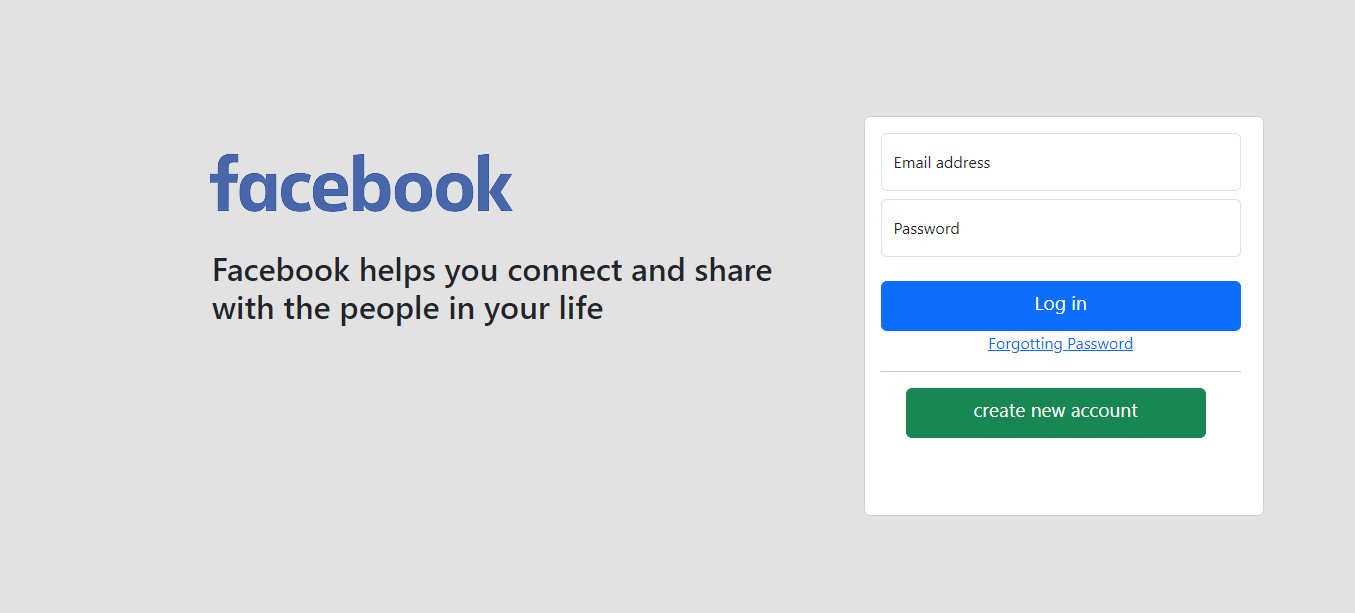 facebook
Facebook helps you connect and share
with the people in your life
Email address
Password
Log in
Forgotting Password
create new account